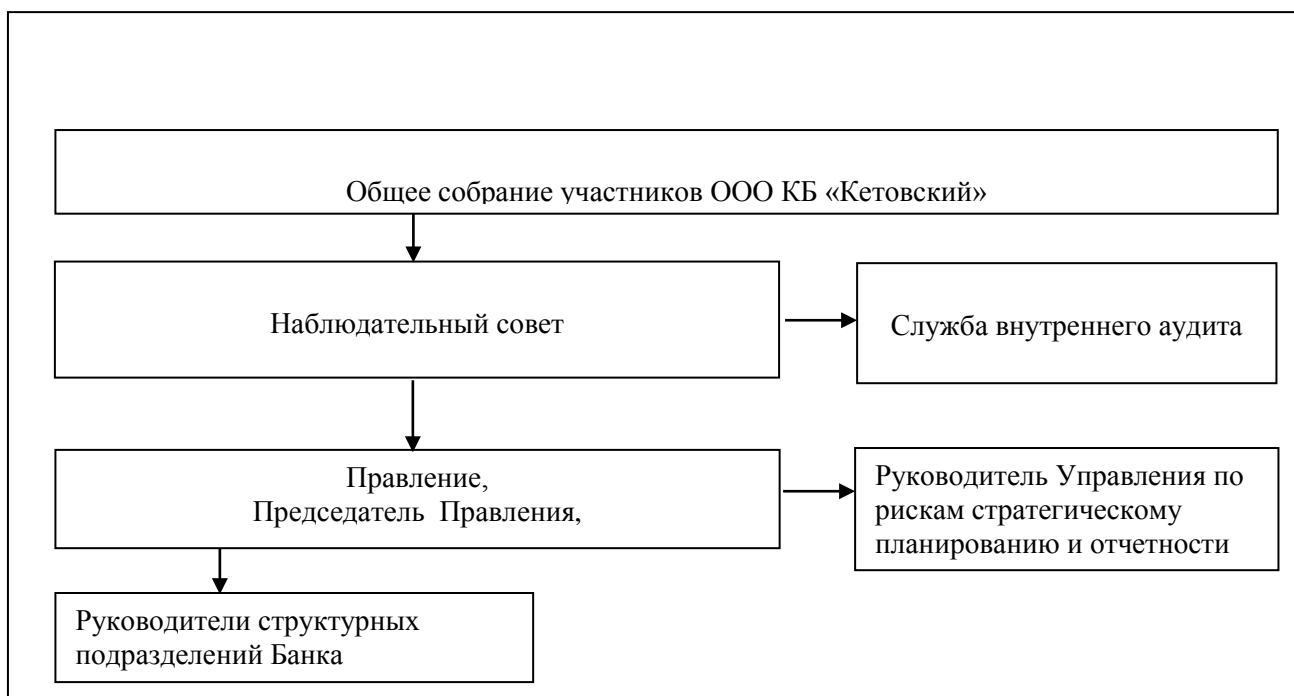 Общее собрание участников ООО КБ «Кетовский»
Наблюдательный совет
Служба внутреннего аудита
Правление,
Председатель Правления,
Руководитель Управления по
рискам стратегическому
планированию и отчетности
Руководители структурных
подразделений Банка